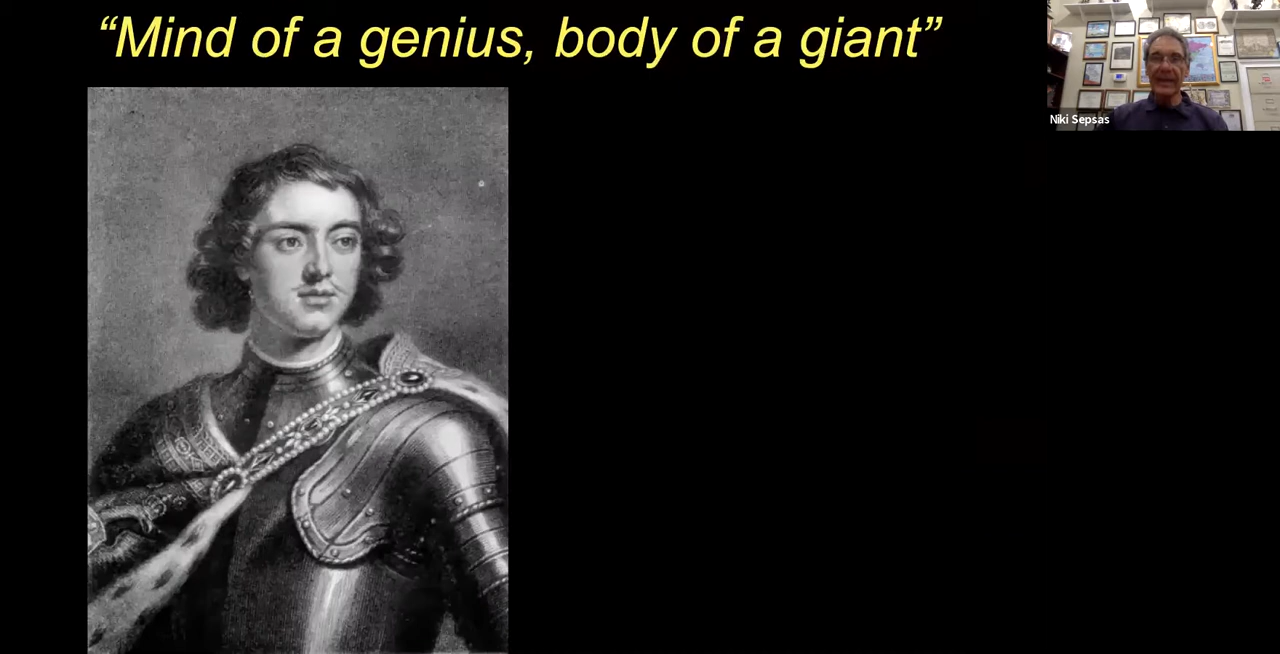 “Mind of a genius, body of a giant”
Niki Sepsas